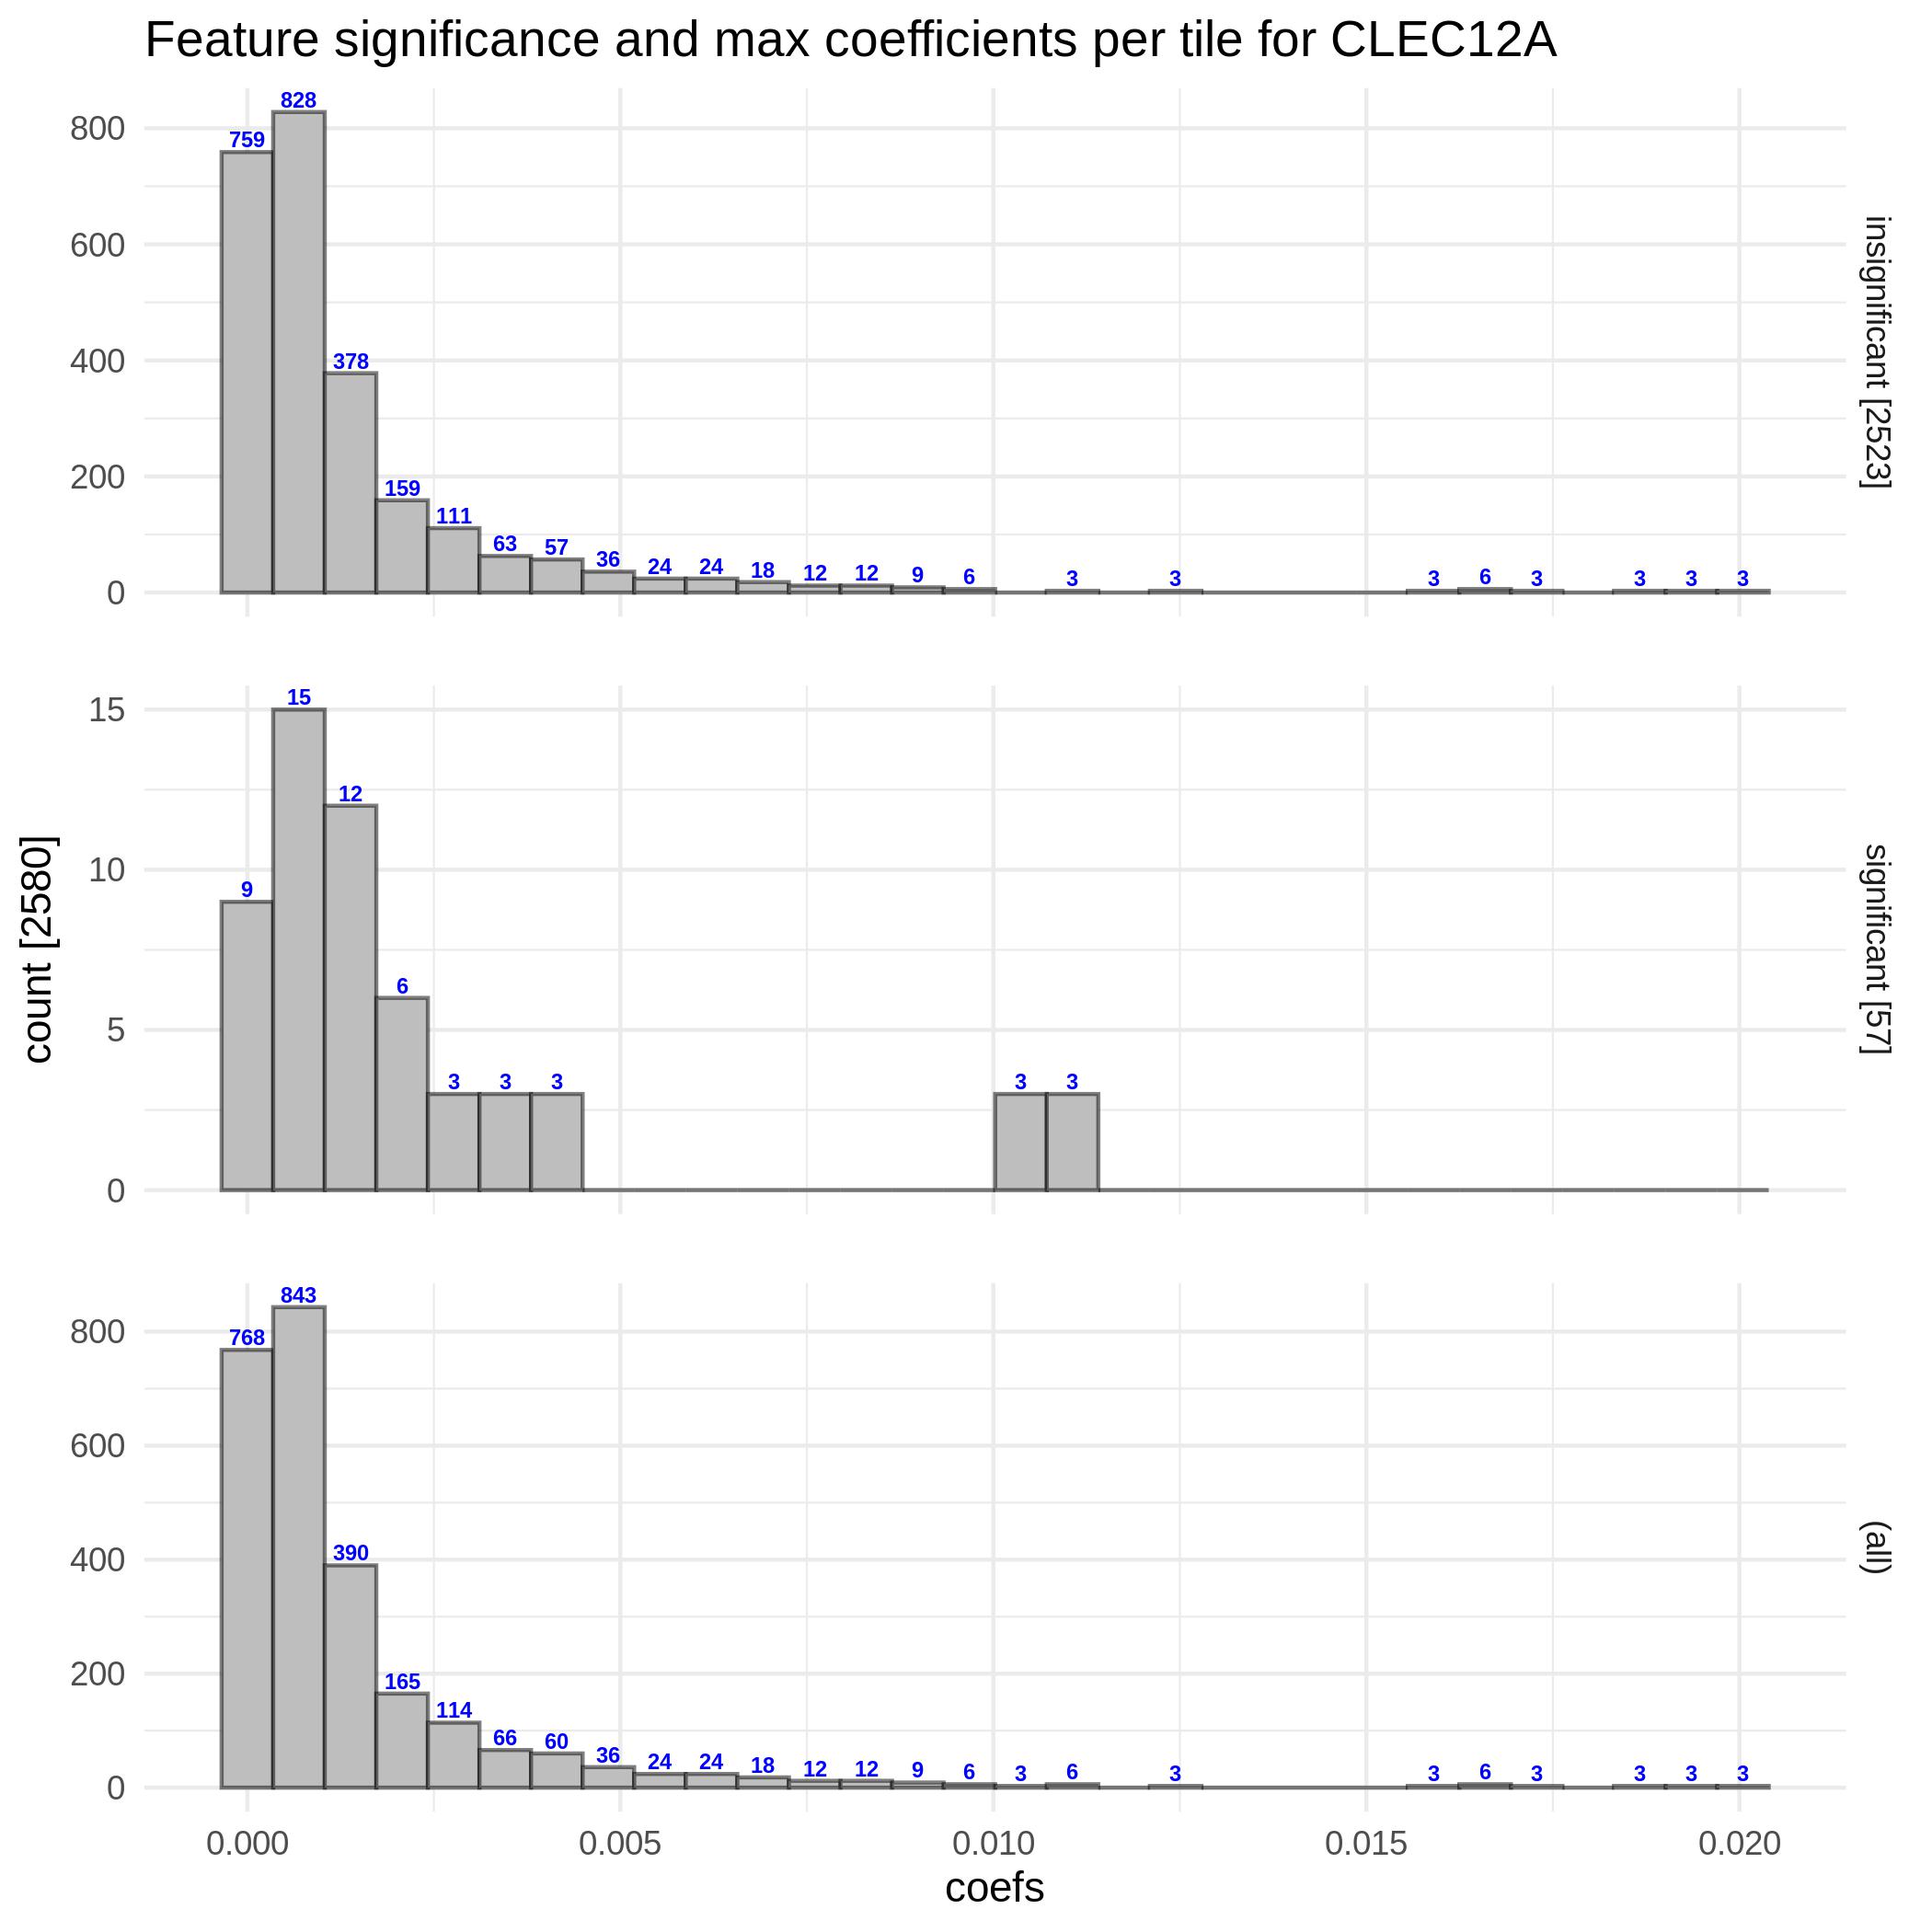 Feature significance and max coefficients per tile for CLEC12A
count [2580]
800
600
400
200
0
759 828 378 159 111 63 57 36 24 24 18 12 12 9 6 3 3 3 6 3 3 3 3
insignificant [2523]
15
10
5
0
9 15 12 6 3 3 3 3 3
significant [57]
800
600
400
200
0
768 843 390 165 114 66 60 36 24 24 18 12 12 9 6 3 6 3 3 6 3 3 3 3
(all)
0.000 0.005 0.010 0.015 0.020
coefs